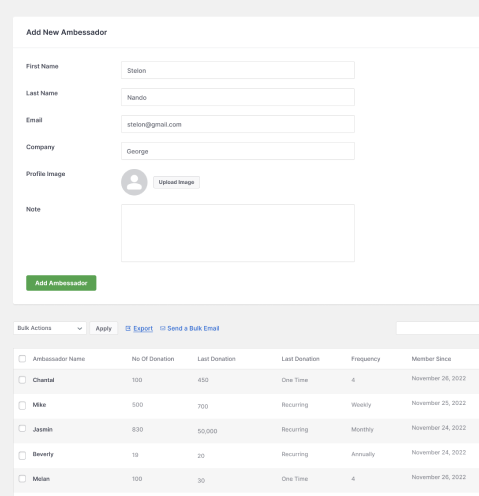 Add New Ambessador
First Name
Stelon
Last Name
Nando
Email
stelon@gmail.com
Company
George
Profile Image
Upload Image
Note
Add Ambessador
Bulk Actions Apply Export Send a Bulk Email
Ambassador Name No Of Donation Last Donation Last Donation Frequency Member Since
Chantal 100 450 One Time 4 November 26, 2022
Mike 500 700 Recurring Weekly November 25, 2022
Jasmin 830 50,000 Recurring Monthly November 24, 2022
Beverly 19 20 Recurring Annually November 24, 2022
Melan 100 30 One Time 4 November 26, 2022